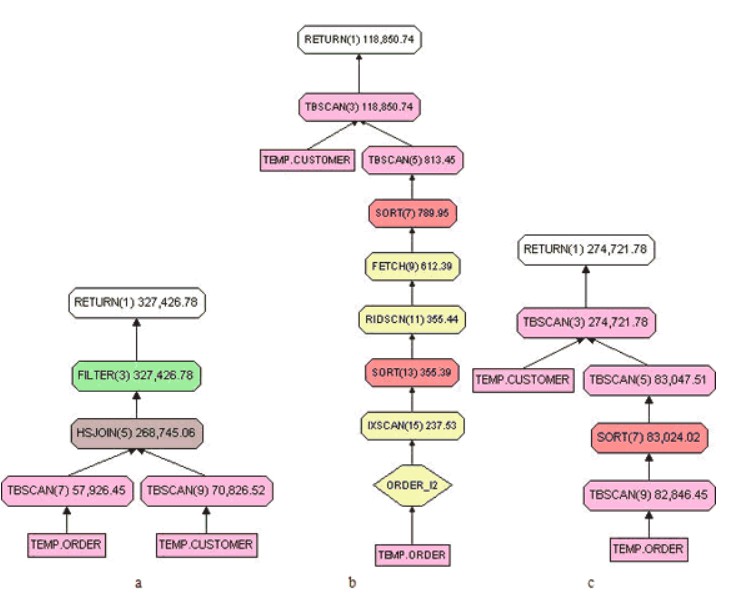 RETURN(1) 327,426.78
FILTER(3) 327,426.78
HSJOIN(5) 268,745.06
TBSCAN(7) 57,926.45
TBSCAN(9) 70,826.52
TEMP.ORDER
TEMP.CUSTOMER
a
RETURN(1) 118,850.74
TBSCAN(3) 118,850.74
TEMP.CUSTOMER
TBSCAN(5) 813.45
SORT(7) 789.95
FETCH(9) 612.39
RIDSCN(11) 355.44
SORT(13) 355.39
IXSCAN(15) 237.53
ORDER_I2
TEMP.ORDER
b
RETURN(1) 274,721.78
TBSCAN(3) 274,721.78
TEMP.CUSTOMER
TBSCAN(5) 83,047.51
SORT(7) 83,024.02
TBSCAN(9) 82,846.45
TEMP.ORDER
c